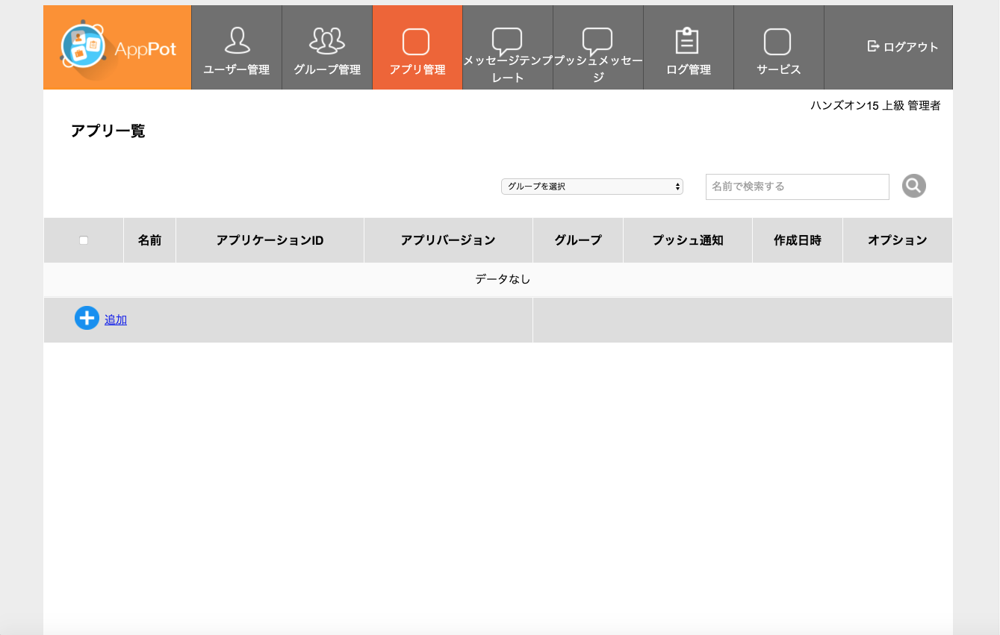 AppPot
ユーザー管理
グループ管理
アプリ管理
メッセージテンプ
レート
プッシュメッセー
ジ
ログ管理
サービス
ログアウト
ハンズオン15 上級 管理者
アプリ一覧
グループを選択
名前で検索する
名前 アプリケーションID アプリバージョン グループ プッシュ通知 作成日時 オプション
データなし
追加